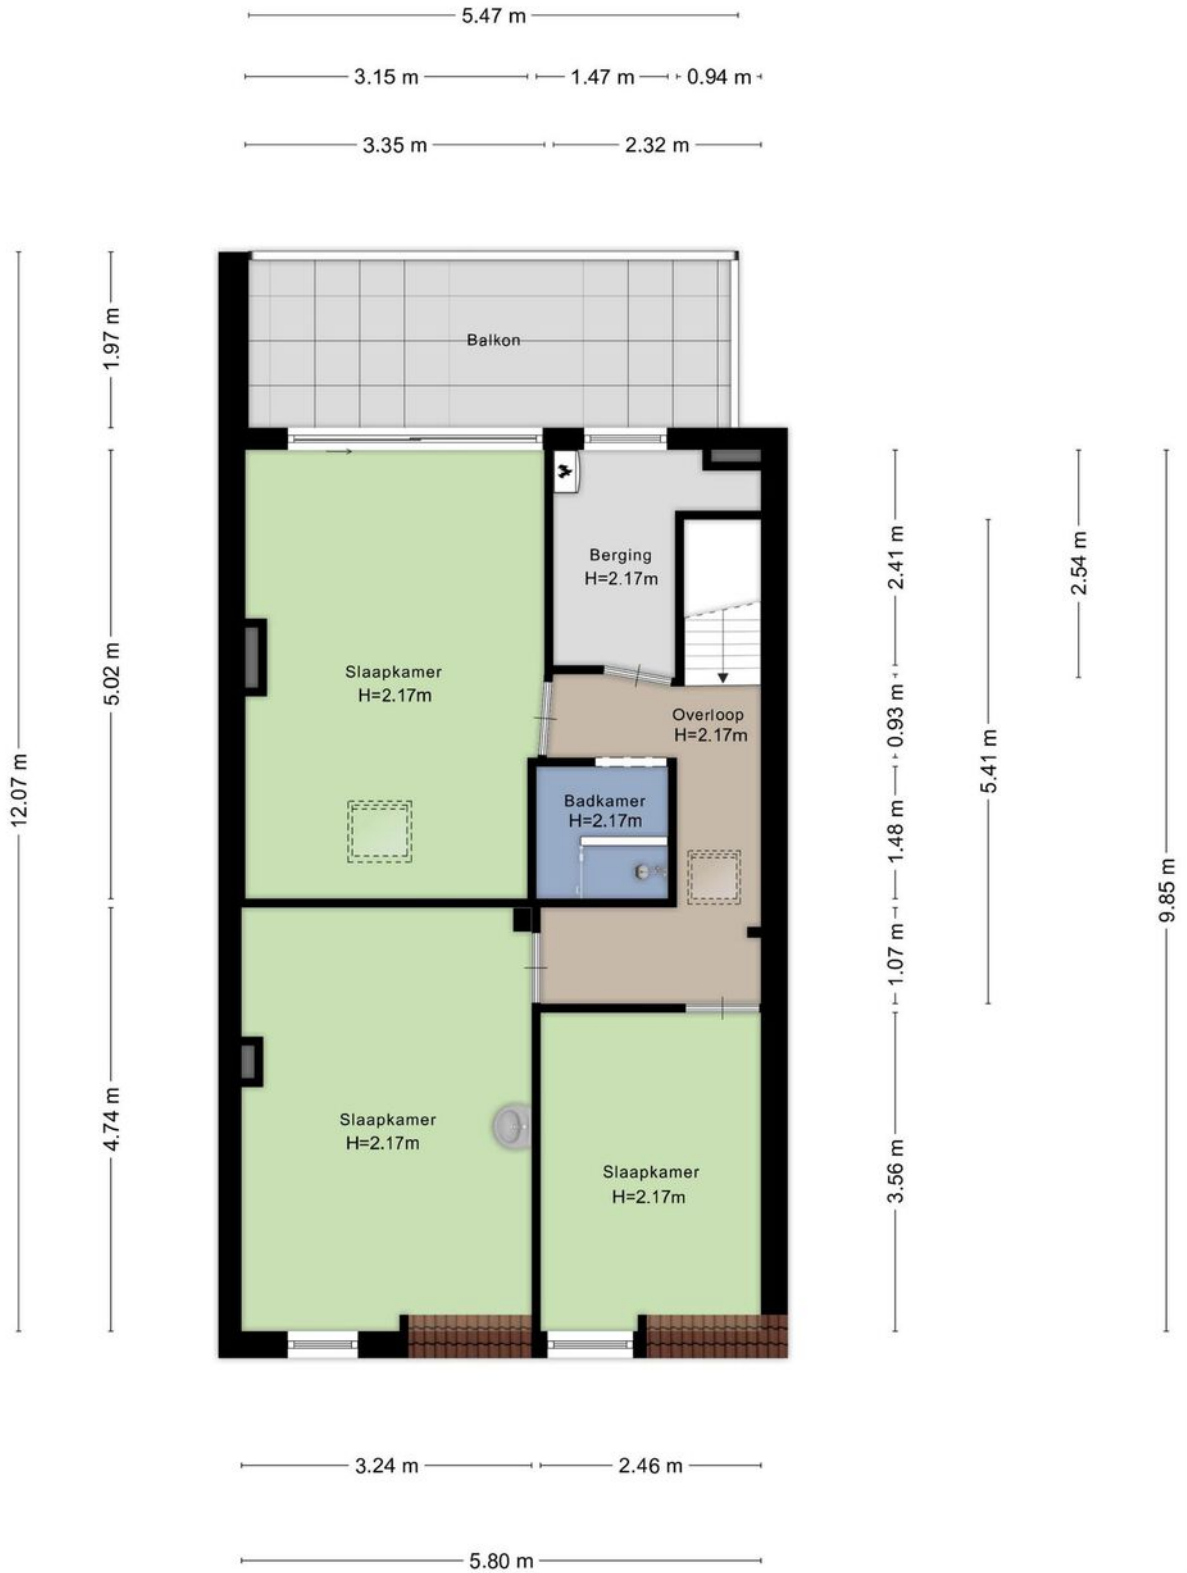 5.47 m
3.15 m
1.47 m
0.94 m
3.35 m
2.32 m
12.07 m
1.97 m
5.02 m
4.74 m
Balkon
Berging
H=2.17m
Slaapkamer
H=2.17m
Overloop
H=2.17m
Badkamer
H=2.17m
Slaapkamer
H=2.17m
Slaapkamer
H=2.17m
2.41 m
0.93 m
1.48 m
1.07 m
3.56 m
5.41 m
2.54 m
9.85 m
3.24 m
2.46 m
5.80 m